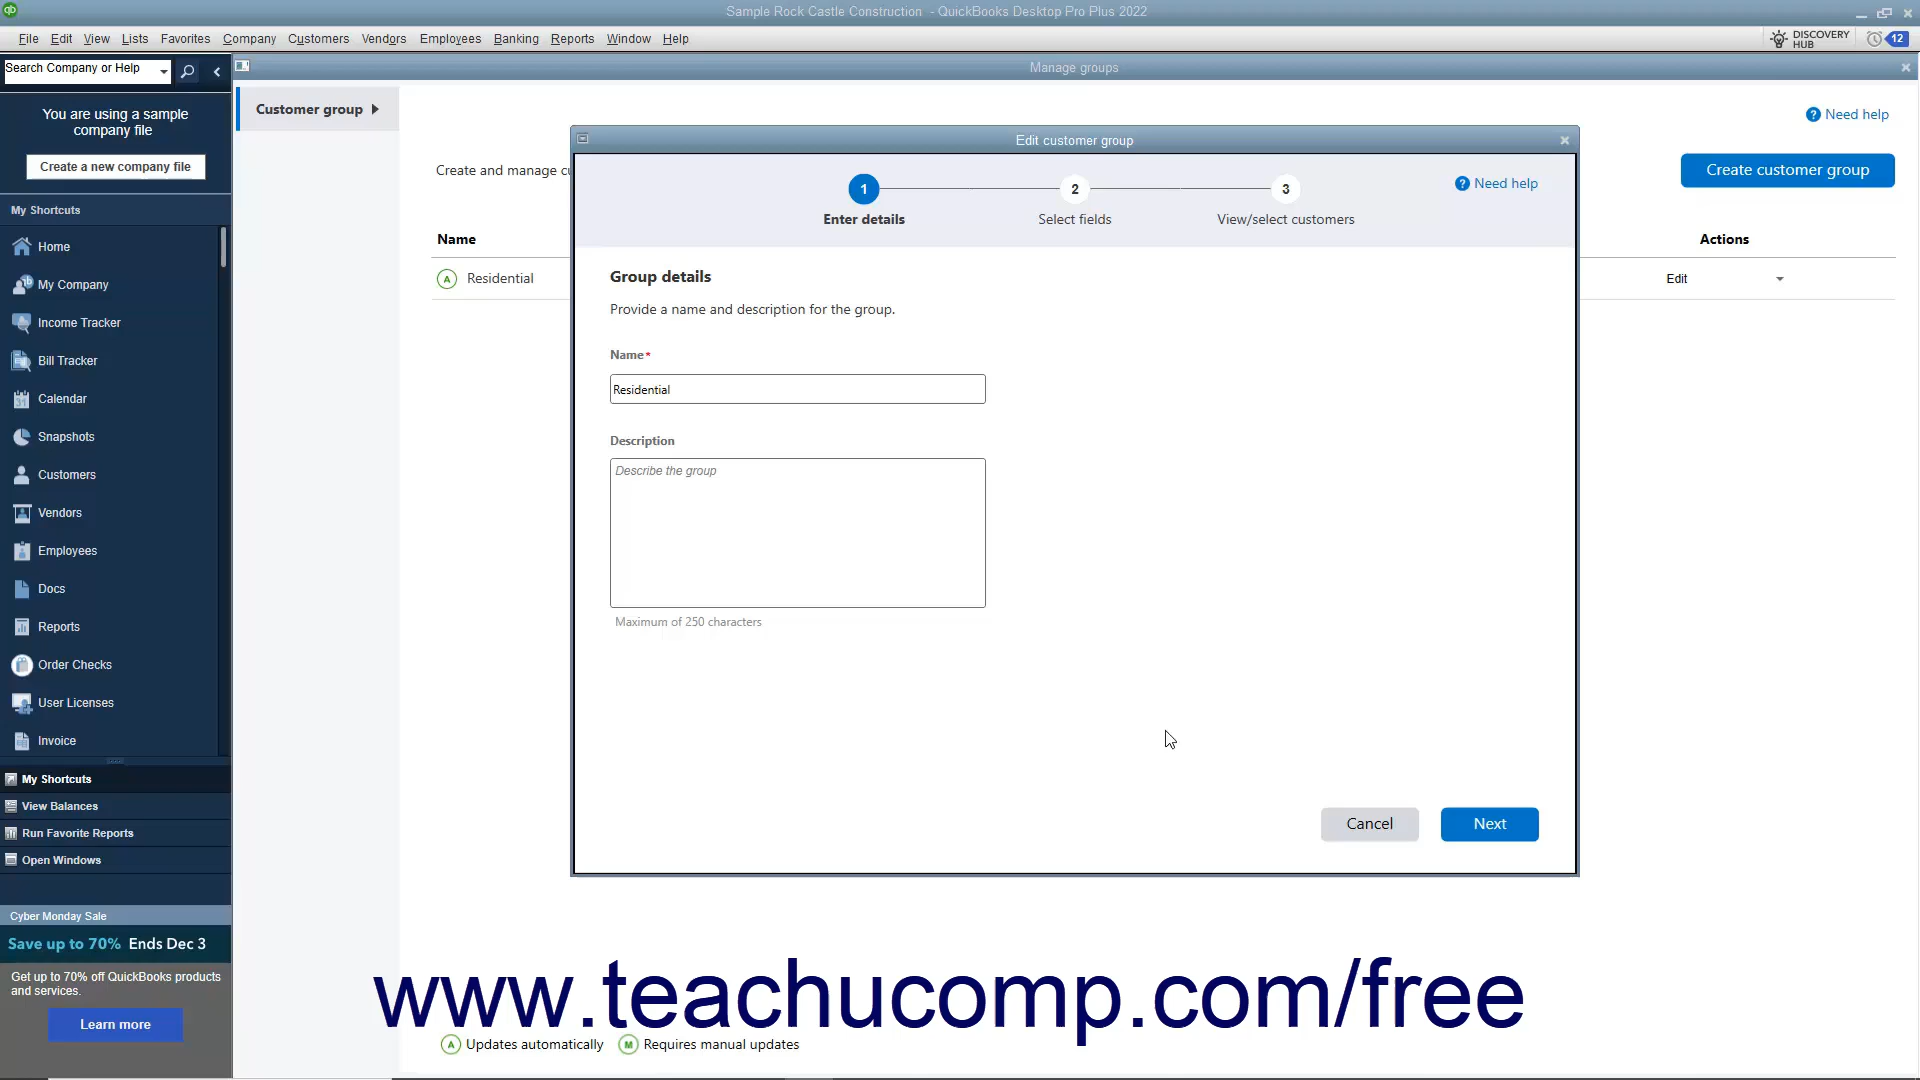 Sample Rock Castle Construction - QuickBooks Desktop Pro Plus 2022
File Edit View Lists Favorites Company Customers Vendors Employees Banking Reports Window Help
DISCOVERY
HUB
12
Search Company or Help
Manage groups
You are using a sample
company file
Create a new company file
My Shortcuts
Home
My Company
Income Tracker
Bill Tracker
31
Calendar
Snapshots
Customers
Vendors
Employees
Docs
Reports
Order Checks
User Licenses
Invoice
My Shortcuts
View Balances
Run Favorite Reports
Open Windows
Cyber Monday Sale
Save up to 70% Ends Dec 3
Get up to 70% off QuickBooks products
and services.
Learn more
Customer group
? Need help
Create and manage cu
Create customer group
Name
Actions
A Residential
Edit
Edit customer group
1 2 3
? Need help
Enter details Select fields View/select customers
Group details
Provide a name and description for the group.
Name*
Residential
Description
Describe the group
Maximum of 250 characters
Cancel Next
www.teachucomp.com/free
A Updates automatically M Requires manual updates